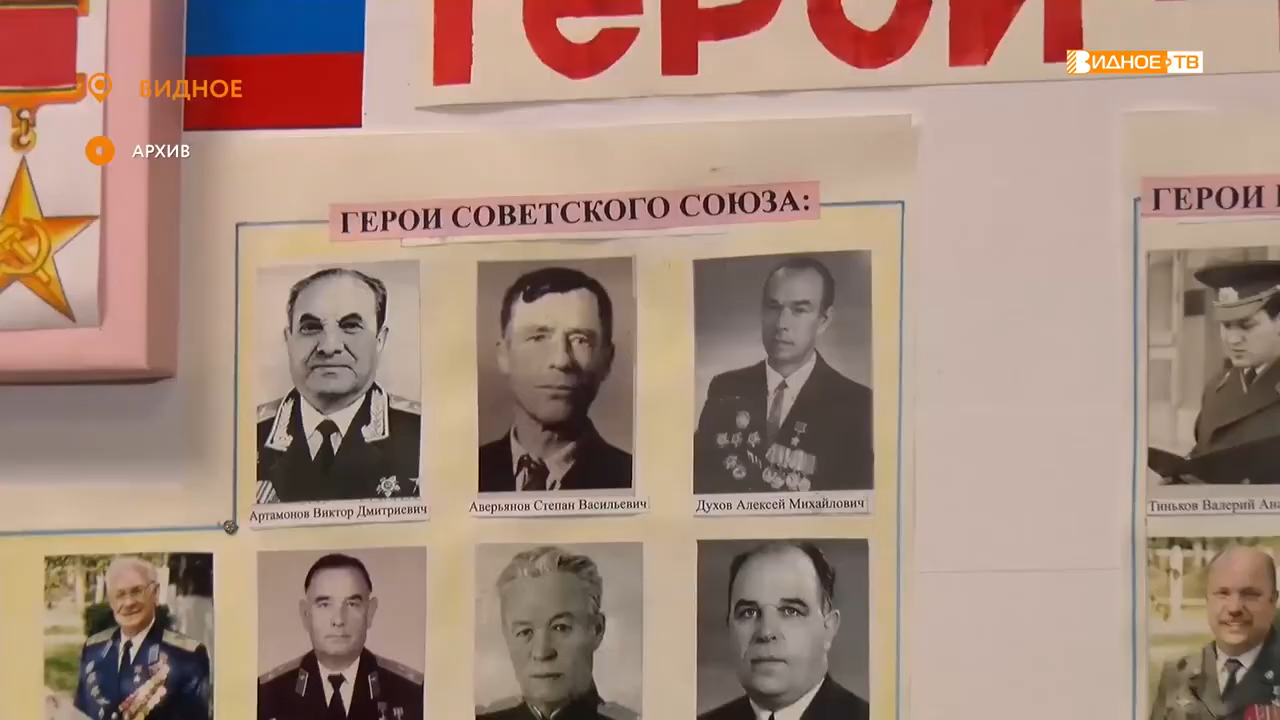 ГЕРОИ
ВИДНОЕ-ТВ
ВИДНОЕ
АРХИВ
ГЕРОИ СОВЕТСКОГО СОЮЗА:
ГЕРОИ
Артамонов Виктор Дмитриевич
Аверьянов Степан Васильевич
Духов Алексей Михайлович
Тиньков Валерий